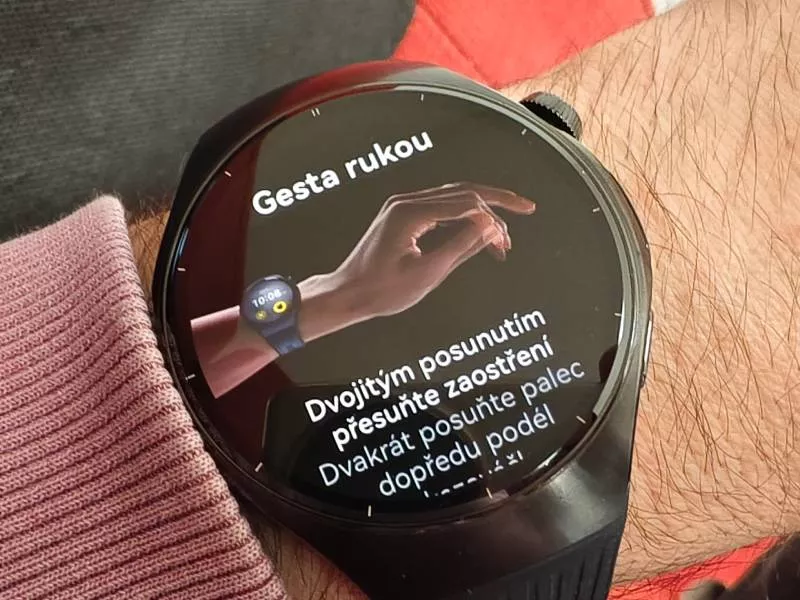 Gesta rukou
10:08
Dvojitým posunutím
přesuňte zaostření
Dvakrát posuňte palec
dopředu podél